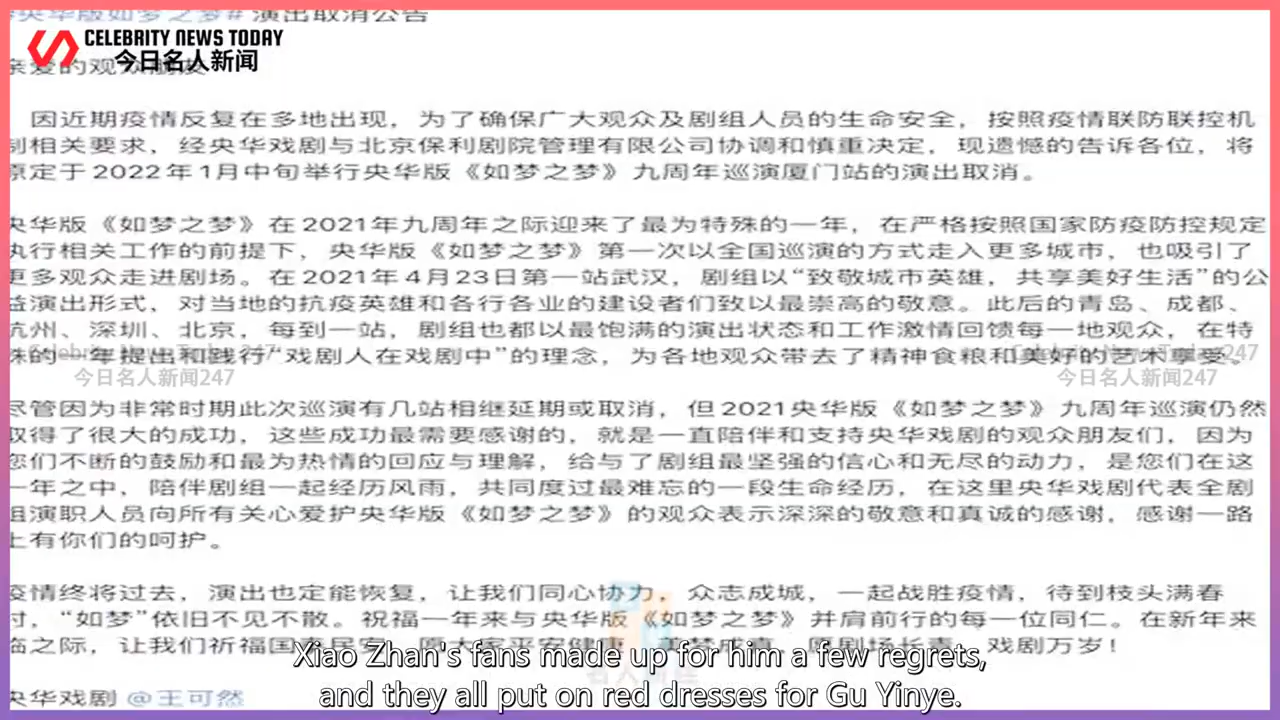 #央华版如梦之梦# 演出取消公告
CELEBRITY NEWS TODAY
今日名人新闻
亲爱的观众朋友
因近期疫情反复在多地出现，为了确保广大观众及剧组人员的生命安全，按照疫情联防联控机
制相关要求，经央华戏剧与北京保利剧院管理有限公司协调和慎重决定，现遗憾的告诉各位，将
原定于2022年1月中旬举行央华版《如梦之梦》九周年巡演厦门站的演出取消。
央华版《如梦之梦》在2021年九周年之际迎来了最为特殊的一年，在严格按照国家防疫防控规定
执行相关工作的前提下，央华版《如梦之梦》第一次以全国巡演的方式走入更多城市，也吸引了
更多观众走进剧场。在2021年4月23日第一站武汉，剧组以“致敬城市英雄，共享美好生活”的公
益演出形式，对当地的抗疫英雄和各行各业的建设者们致以最崇高的敬意。此后的青岛、成都、
杭州、深圳、北京，每到一站，剧组也都以最饱满的演出状态和工作激情回馈每一地观众，在特
殊的一年提出和践行“戏剧人在戏剧中”的理念，为各地观众带去了精神食粮和美好的艺术享受。
Celebrity News Today 247
今日名人新闻247
Celebrity News Today 247
今日名人新闻247
尽管因为非常时期此次巡演有几站相继延期或取消，但2021央华版《如梦之梦》九周年巡演仍然
取得了很大的成功，这些成功最需要感谢的，就是一直陪伴和支持央华戏剧的观众朋友们，因为
您们不断的鼓励和最为热情的回应与理解，给与了剧组最坚强的信心和无尽的动力，是您们在这
一年之中，陪伴剧组一起经历风雨，共同度过最难忘的一段生命经历，在这里央华戏剧代表全剧
组演职人员向所有关心爱护央华版《如梦之梦》的观众表示深深的敬意和真诚的感谢，感谢一路
上有你们的呵护。
疫情终将过去，演出也定能恢复，让我们同心协力，众志成城，一起战胜疫情，待到枝头满春
时，“如梦”依旧不见不散。祝福一年来与央华版《如梦之梦》并肩前行的每一位同仁。在新年来
临之际，让我们祈福国泰民安，愿大家平安健康，美梦成真，愿剧场长青，戏剧万岁！
央华戏剧 @王可然
Xiao Zhan's fans made up for him a few regrets,
and they all put on red dresses for Gu Yinye.